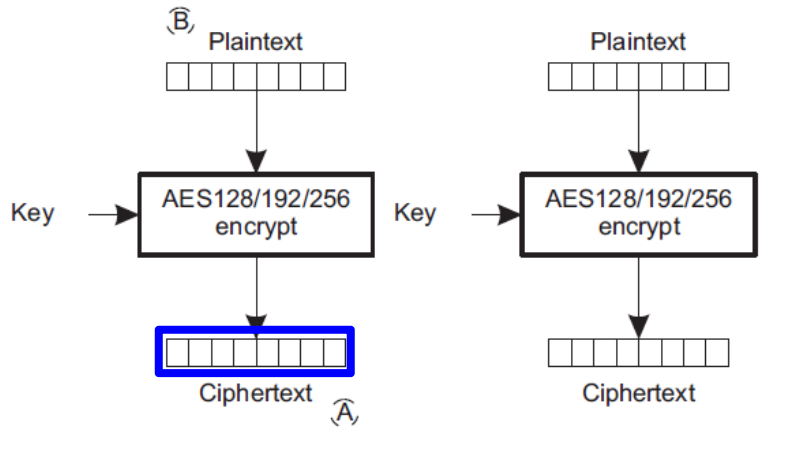 B
Plaintext
Plaintext
Key
AES128/192/256
encrypt
Key
AES128/192/256
encrypt
Ciphertext
Ciphertext
A